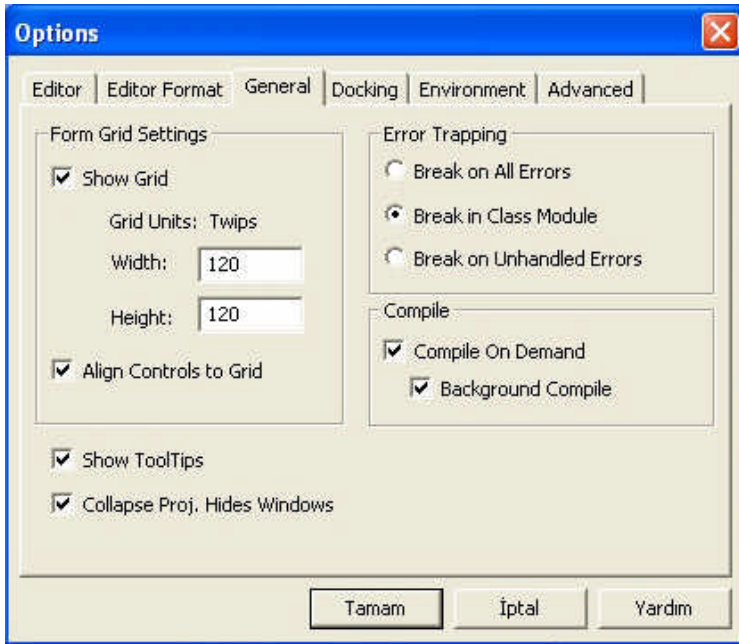 Options
Editor Editor Format General Docking Environment Advanced
Form Grid Settings
Show Grid
Grid Units: Twips
Width: 120
Height: 120
Align Controls to Grid
Show ToolTips
Collapse Proj. Hides Windows
Error Trapping
Break on All Errors
Break in Class Module
Break on Unhandled Errors
Compile
Compile On Demand
Background Compile
Tamam İptal Yardım